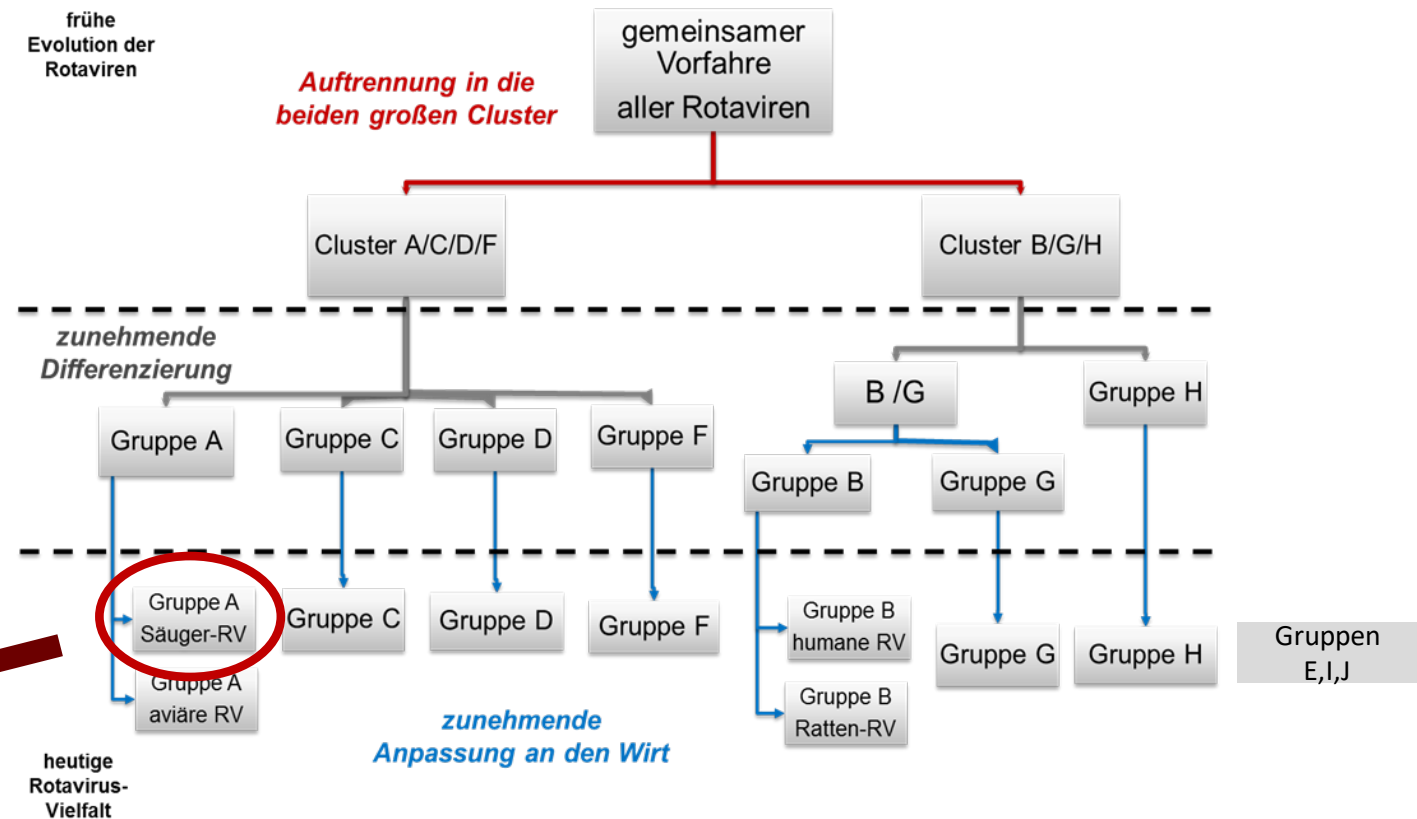 frühe
Evolution der
Rotaviren
gemeinsamer
Vorfahre
aller Rotaviren
Auftrennung in die
beiden großen Cluster
Cluster A/C/D/F
Cluster B/G/H
zunehmende
Differenzierung
B /G
Gruppe H
Gruppe A
Gruppe C
Gruppe D
Gruppe F
Gruppe B
Gruppe G
Gruppe A
Säuger-RV
Gruppe C
Gruppe D
Gruppe F
Gruppe B
humane RV
Gruppe G
Gruppe H
Gruppen
E,I,J
Gruppe A
aviäre RV
Gruppe B
Ratten-RV
zunehmende
Anpassung an den Wirt
heutige
Rotavirus-
Vielfalt